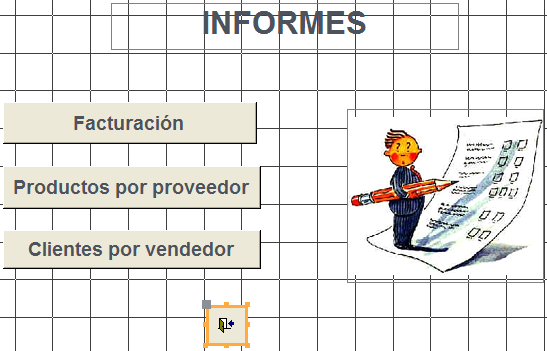 INFORMES
Facturación
Productos por proveedor
Clientes por vendedor